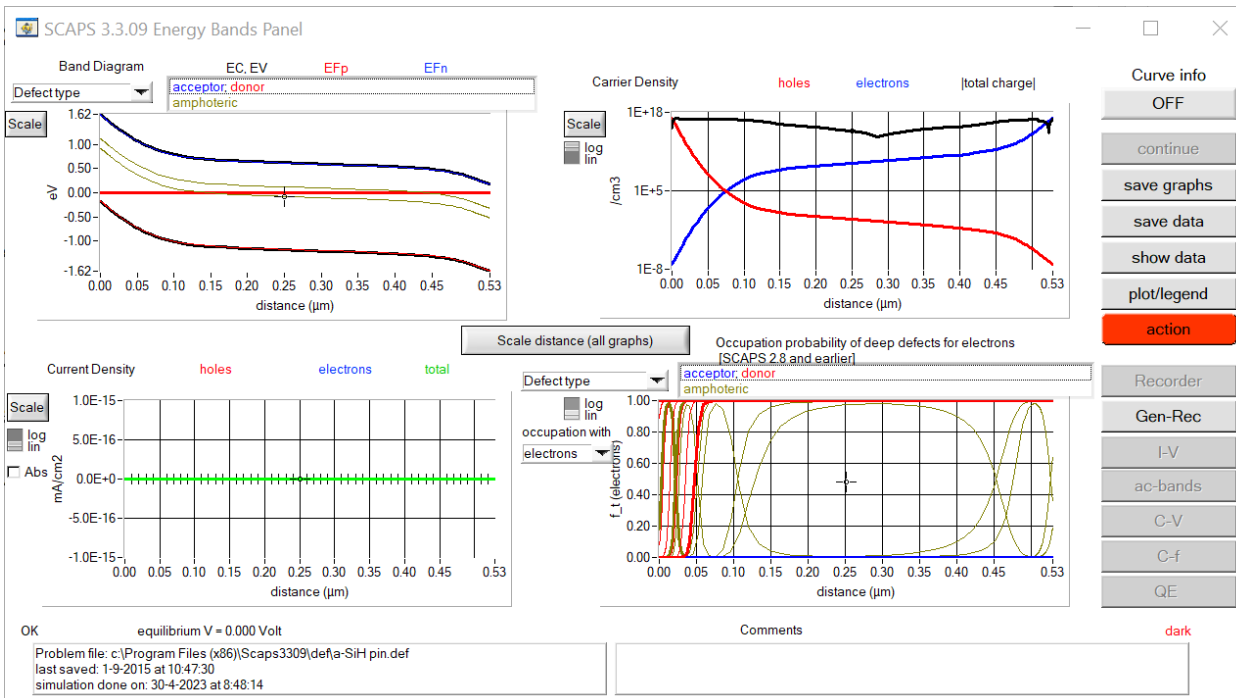 SCAPS 3.3.09 Energy Bands Panel
Band Diagram EC, EV EFp EFn
Defect type
acceptor; donor
amphoteric
Scale
1.62
1.00
0.50
0.00
-0.50
-1.00
-1.62
eV
0.00 0.05 0.10 0.15 0.20 0.25 0.30 0.35 0.40 0.45 0.53
distance (µm)
Carrier Density holes electrons |total charge|
Scale
log
lin
1E+18
1E+5
1E-8
/cm3
0.00 0.05 0.10 0.15 0.20 0.25 0.30 0.35 0.40 0.45 0.53
distance (µm)
Curve info
OFF
continue
save graphs
save data
show data
plot/legend
action
Scale distance (all graphs)
Current Density holes electrons total
Scale
log
lin
Abs
1.0E-15
5.0E-16
0.0E+0
-5.0E-16
-1.0E-15
mA/cm2
0.00 0.05 0.10 0.15 0.20 0.25 0.30 0.35 0.40 0.45 0.53
distance (µm)
Occupation probability of deep defects for electrons
[SCAPS 2.8 and earlier]
Defect type
acceptor; donor
amphoteric
log
lin
occupation with
electrons
1.00
0.80
0.60
0.40
0.20
0.00
f_t (electrons)
0.00 0.05 0.10 0.15 0.20 0.25 0.30 0.35 0.40 0.45 0.53
distance (µm)
Recorder
Gen-Rec
I-V
ac-bands
C-V
C-f
QE
OK equilibrium V = 0.000 Volt Comments dark
Problem file: c:\Program Files (x86)\Scaps3309\def\a-SiH pin.def
last saved: 1-9-2015 at 10:47:30
simulation done on: 30-4-2023 at 8:48:14